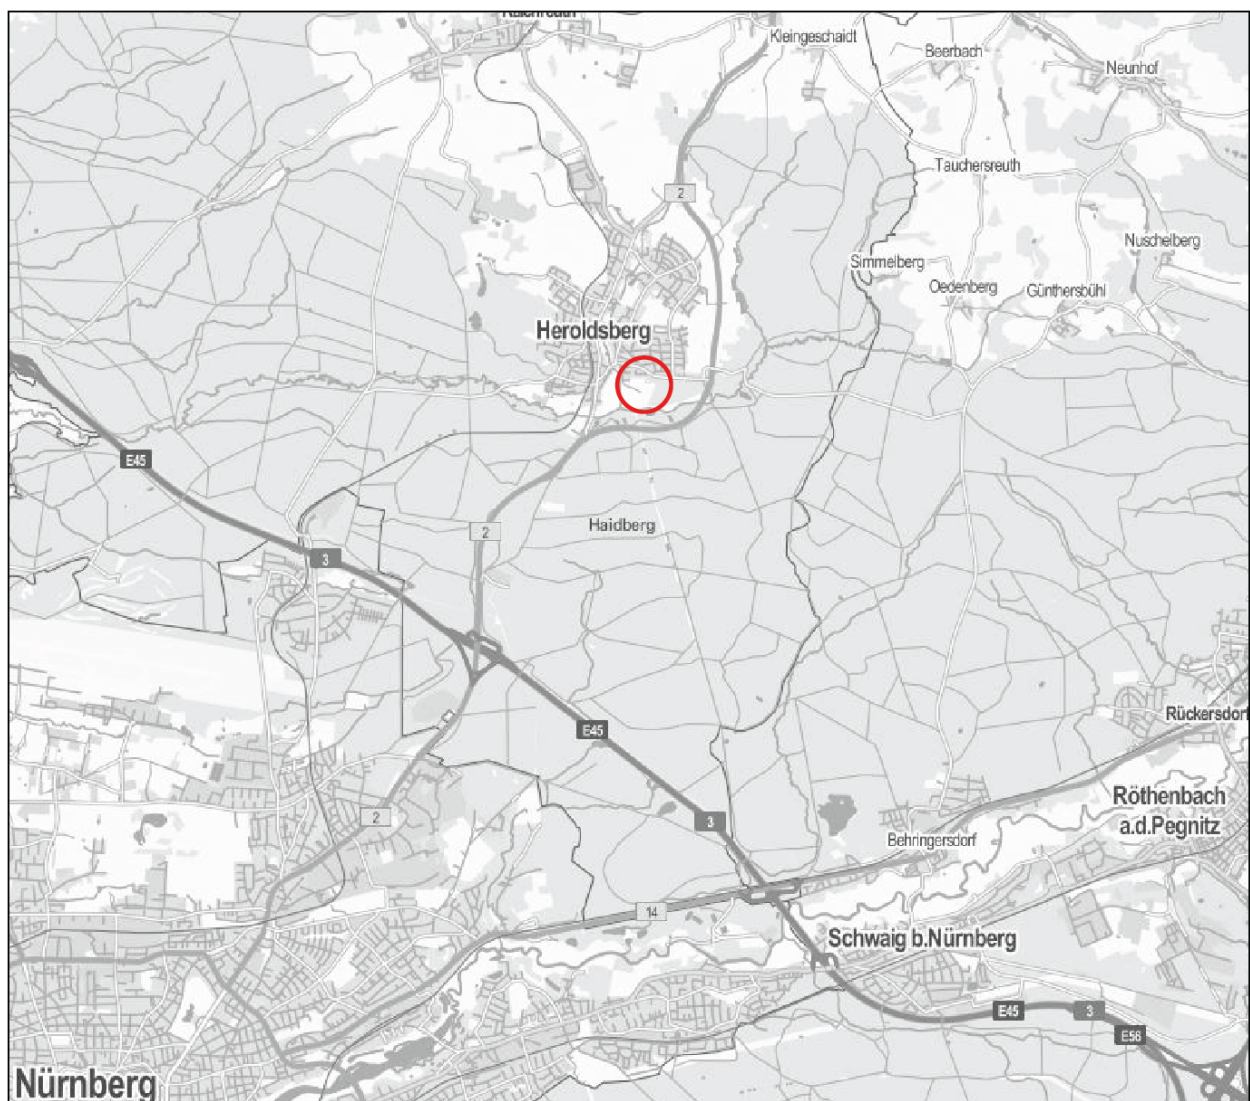 Kalchreuth
Kleingeschaidt
Beerbach
Neunhof
Tauchersreuth
2
Nuschelberg
Simmelberg
Oedenberg
Günthersbühl
Heroldsberg
E45
2
Haidberg
3
Rückersdorf
E45
Röthenbach
a.d.Pegnitz
2
3
Behringersdorf
14
Schwaig b.Nürnberg
E45
3
E56
Nürnberg